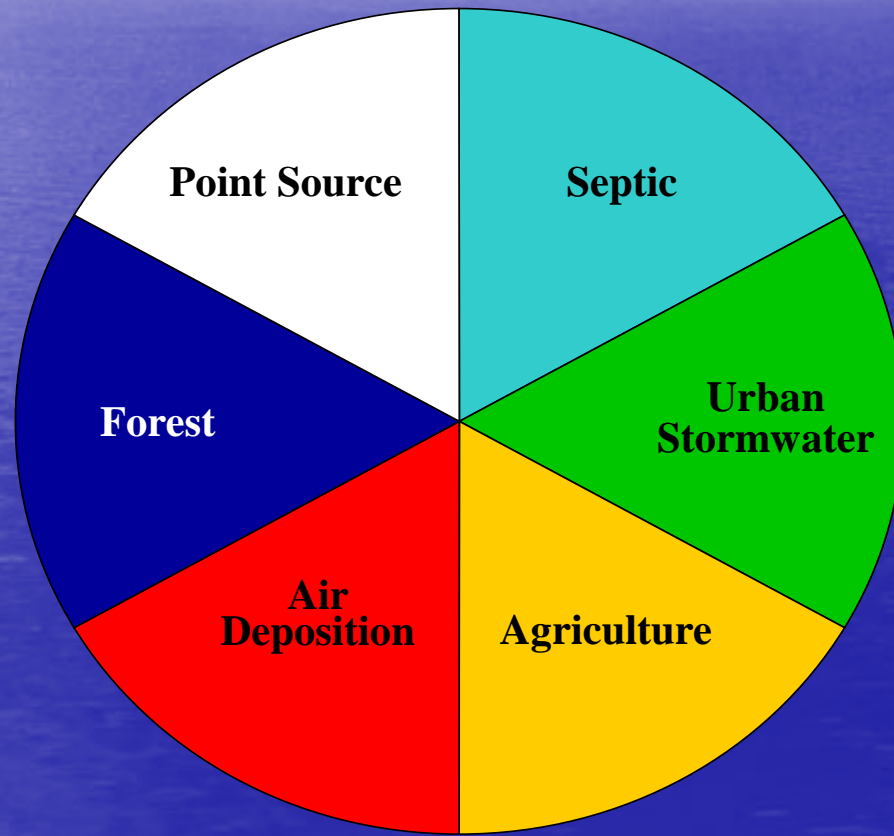 Point Source
Septic
Forest
Urban
Stormwater
Air
Deposition
Agriculture